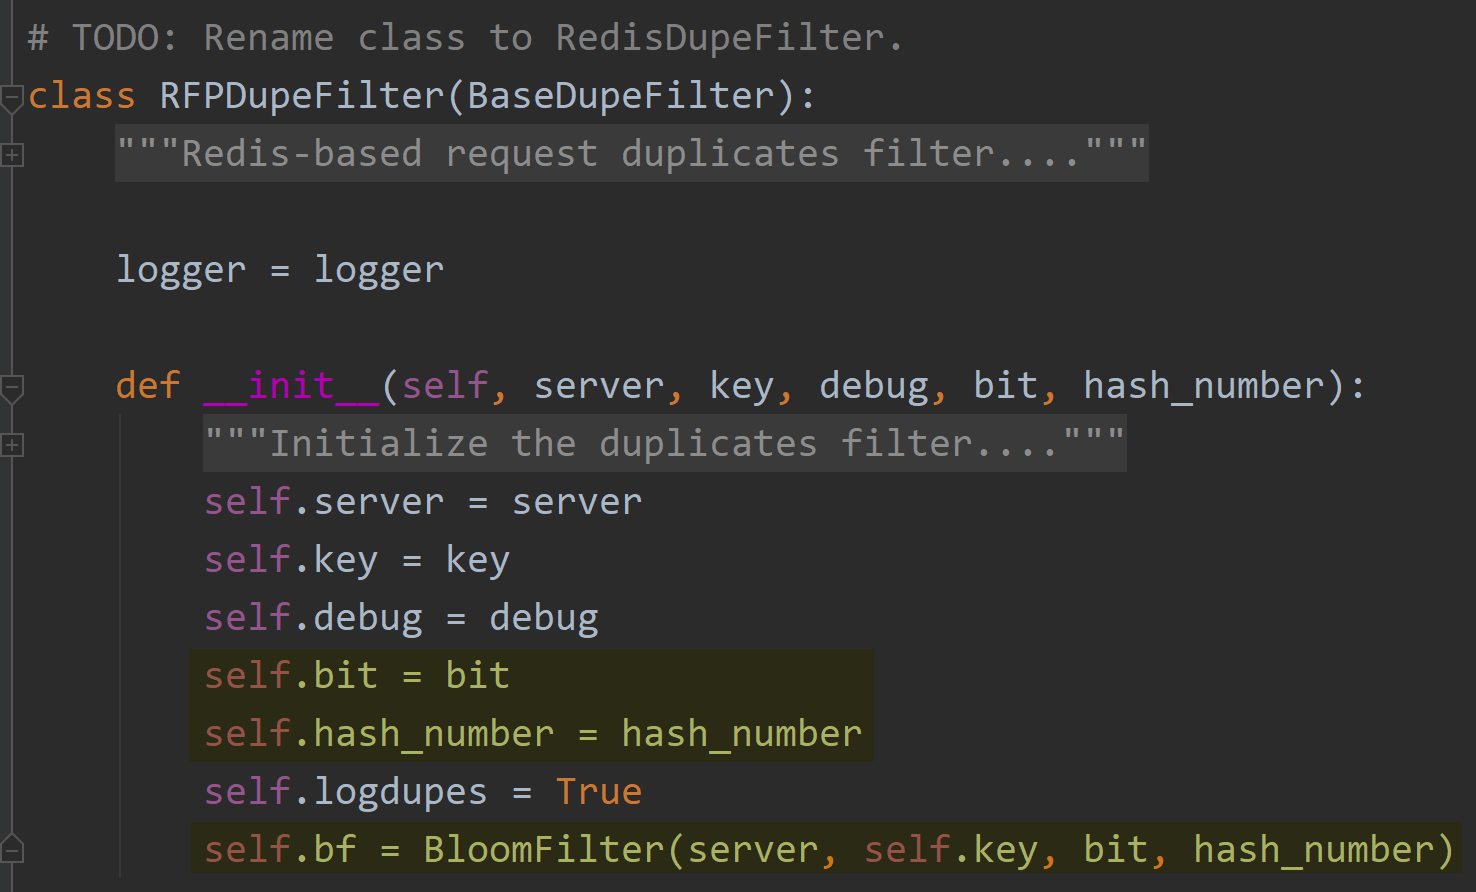 # TODO: Rename class to RedisDupeFilter.
class RFPDupeFilter(BaseDupeFilter):
    """Redis-based request duplicates filter...."""
    logger = logger
    def __init__(self, server, key, debug, bit, hash_number):
        """Initialize the duplicates filter...."""
        self.server = server
        self.key = key
        self.debug = debug
        self.bit = bit
        self.hash_number = hash_number
        self.logdupes = True
        self.bf = BloomFilter(server, self.key, bit, hash_number)